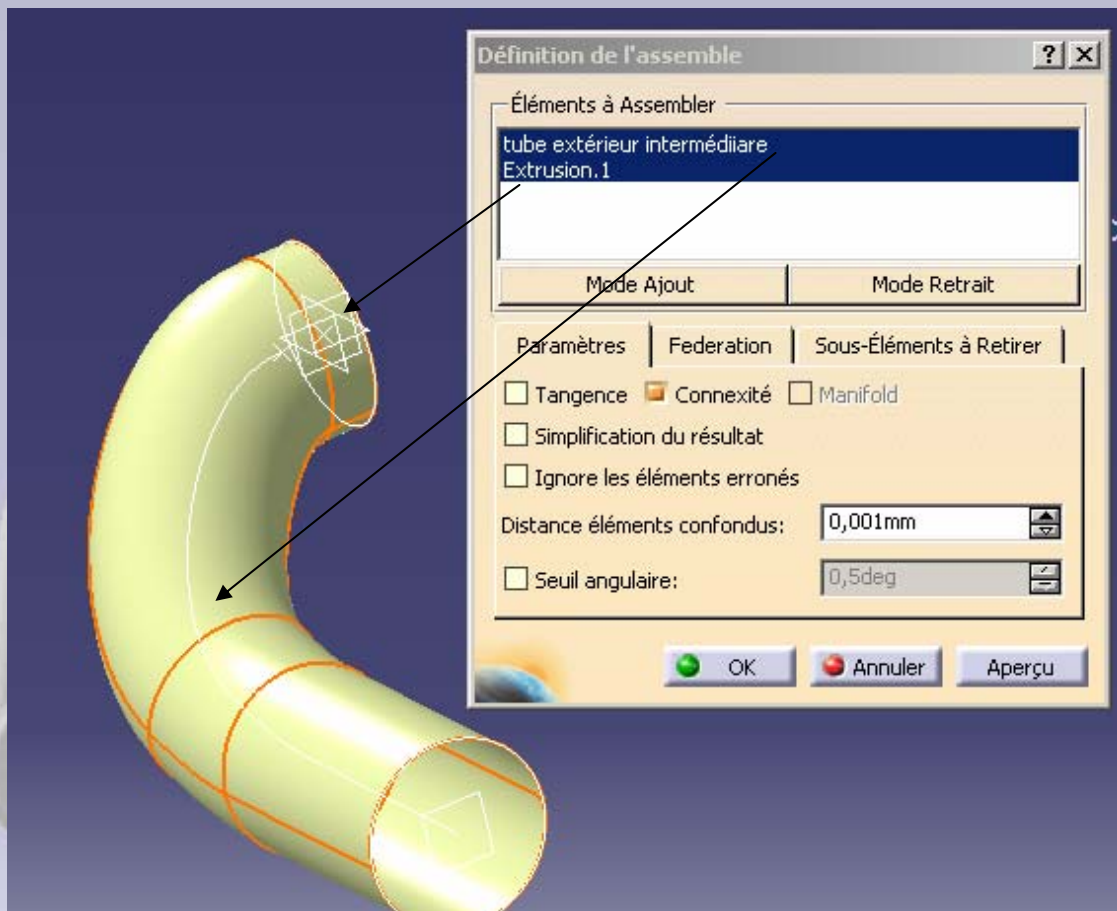 Définition de l'assemble
Éléments à Assembler
tube extérieur intermédiiare
Extrusion.1
Mode Ajout Mode Retrait
Paramètres Federation Sous-Éléments à Retirer
Tangence Connexité Manifold
Simplification du résultat
Ignore les éléments erronés
Distance éléments confondus: 0,001mm
Seuil angulaire: 0,5deg
OK Annuler Aperçu